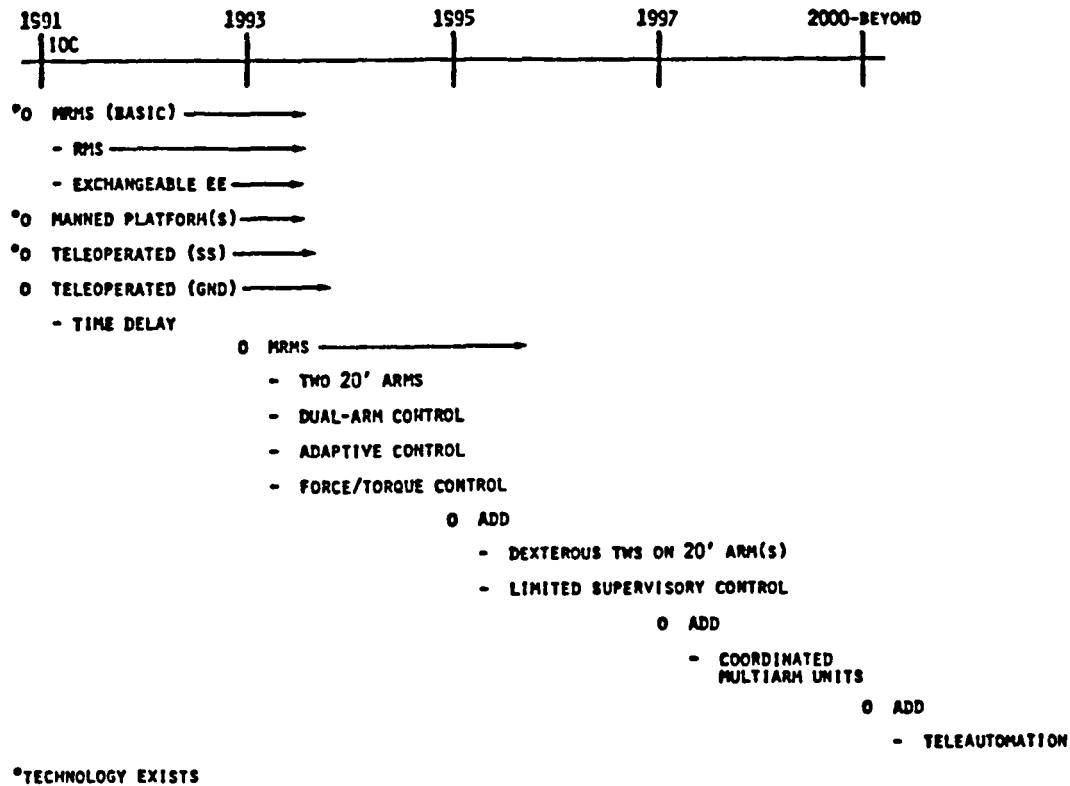 1991 1993 1995 1997 2000-BEYOND
IOC
*O MRMS (BASIC)
- RMS
- EXCHANGEABLE EE
*O MANNED PLATFORM(S)
*O TELEOPERATED (SS)
O TELEOPERATED (GND)
- TIME DELAY
O MRMS
- TWO 20' ARMS
- DUAL-ARM CONTROL
- ADAPTIVE CONTROL
- FORCE/TORQUE CONTROL
O ADD
- DEXTEROUS TWS ON 20' ARM(S)
- LIMITED SUPERVISORY CONTROL
O ADD
- COORDINATED
MULTIARM UNITS
O ADD
- TELEAUTOMATION
*TECHNOLOGY EXISTS